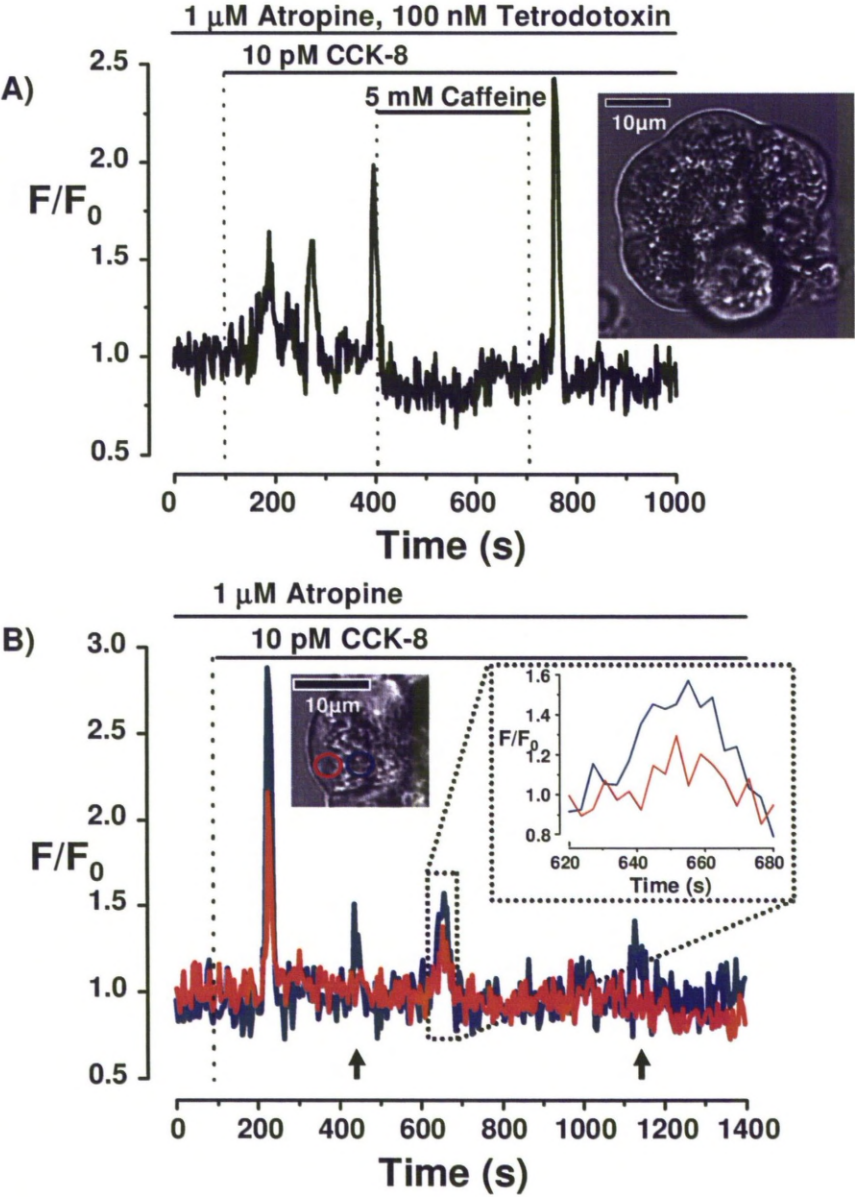 1 µM Atropine, 100 nM Tetrodotoxin
10 pM CCK-8
5 mM Caffeine
A)
2.5
2.0
1.5
1.0
0.5
F/F0
10µm
0 200 400 600 800 1000
Time (s)
1 µM Atropine
10 pM CCK-8
B)
3.0
2.5
2.0
1.5
1.0
0.5
F/F0
10µm
1.6
1.4
1.2
1.0
0.8
F/F0
620 640 660 680
Time (s)
0 200 400 600 800 1000 1200 1400
Time (s)